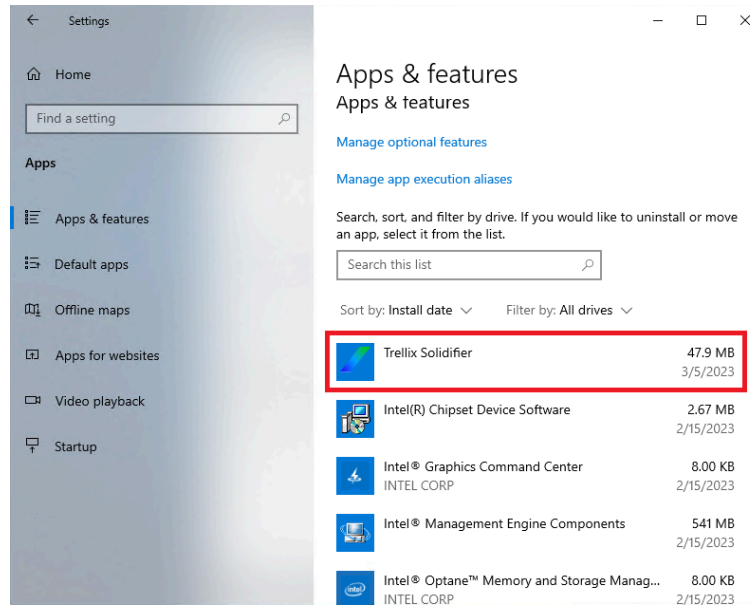 Settings
Home
Find a setting
Apps
Apps & features
Default apps
Offline maps
Apps for websites
Video playback
Startup
Apps & features
Apps & features
Manage optional features
Manage app execution aliases
Search, sort, and filter by drive. If you would like to uninstall or move
an app, select it from the list.
Search this list
Sort by: Install date Filter by: All drives
Trellix Solidifier 47.9 MB
3/5/2023
Intel(R) Chipset Device Software 2.67 MB
2/15/2023
Intel® Graphics Command Center 8.00 KB
INTEL CORP 2/15/2023
Intel® Management Engine Components 541 MB
2/15/2023
Intel® Optane™ Memory and Storage Manag... 8.00 KB
intel INTEL CORP 2/15/2023